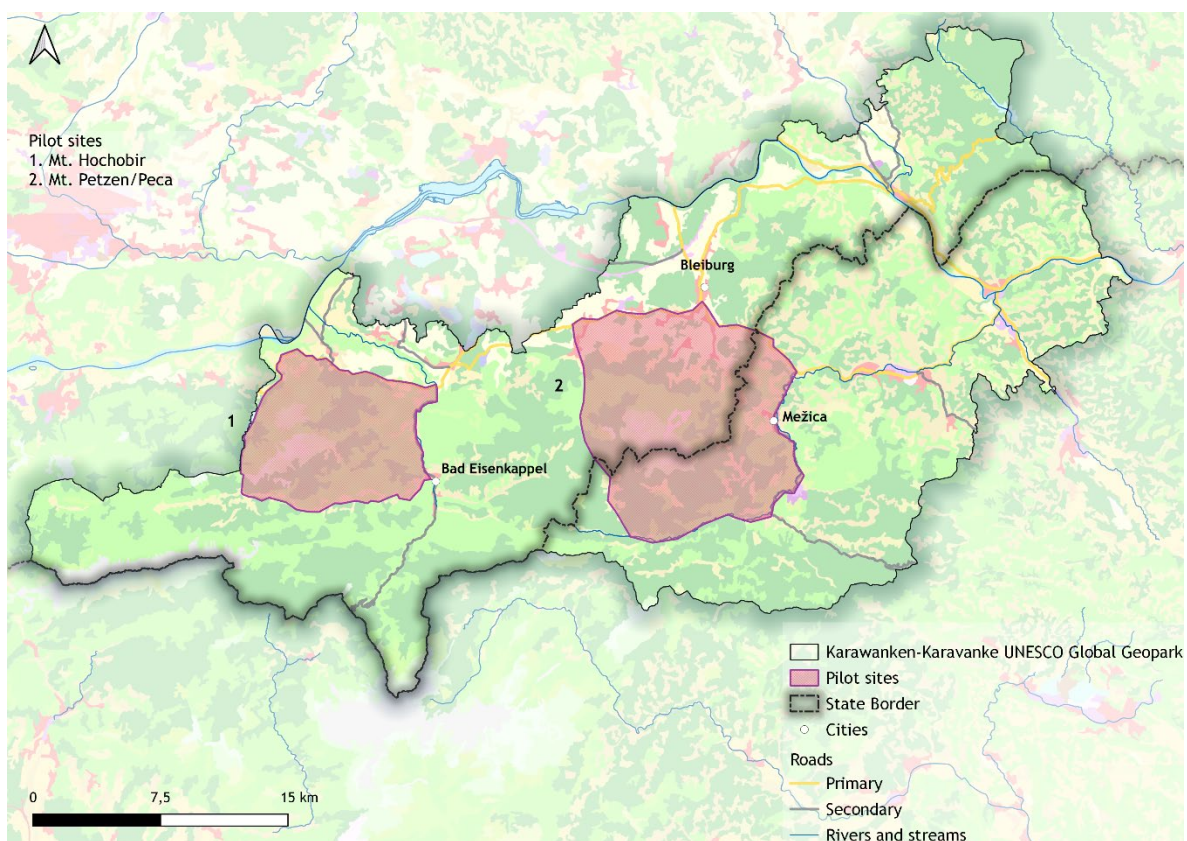 Pilot sites
1. Mt. Hochobir
2. Mt. Petzen/Peca
Bleiburg
2
1
Mežica
Bad Eisenkappel
Karawanken-Karavanke UNESCO Global Geopark
Pilot sites
State Border
Cities
Roads
Primary
Secondary
Rivers and streams
0 7,5 15 km